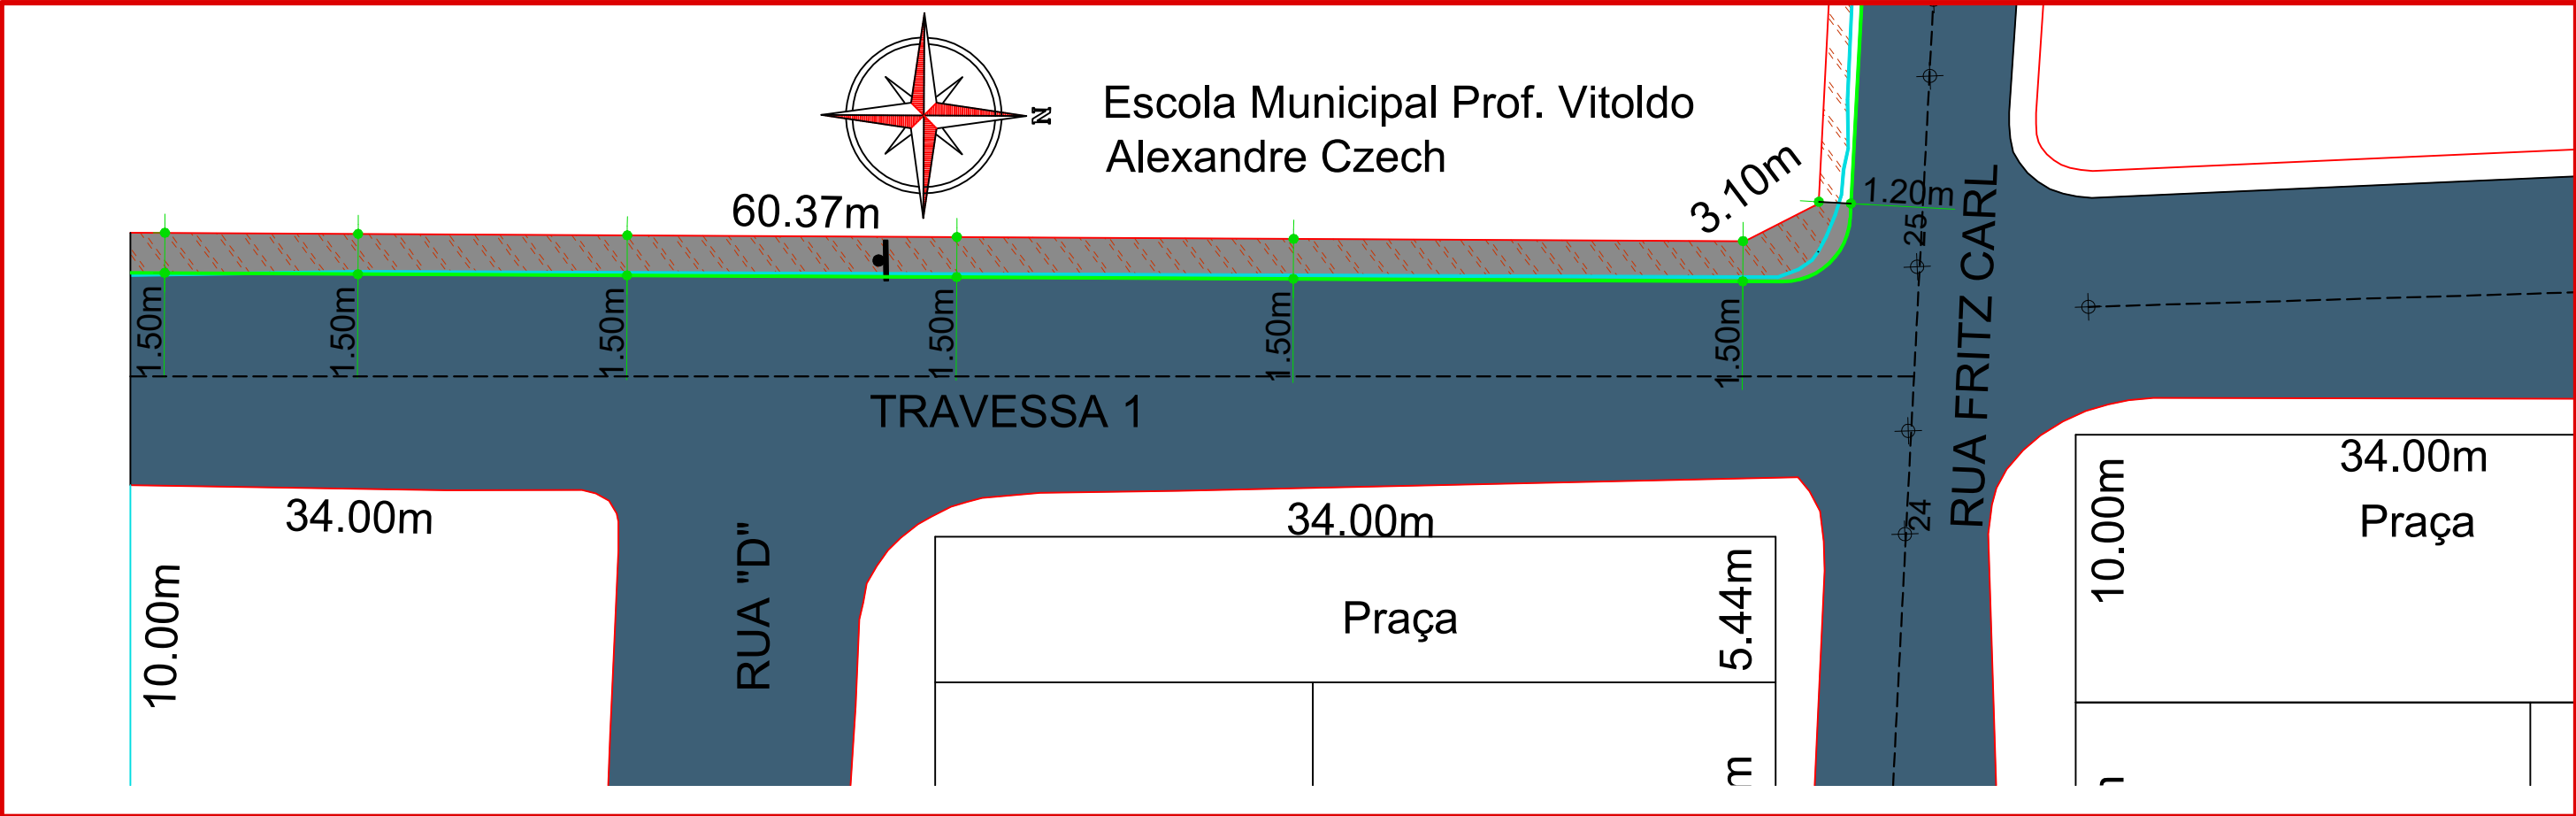 N
Escola Municipal Prof. Vitoldo
Alexandre Czech
60.37m
3.10m
1.20m
25
RUA FRITZ CARL
1.50m
1.50m
1.50m
1.50m
1.50m
1.50m
TRAVESSA 1
24
34.00m
34.00m
34.00m
10.00m
Praça
10.00m
RUA "D"
Praça
5.44m
m